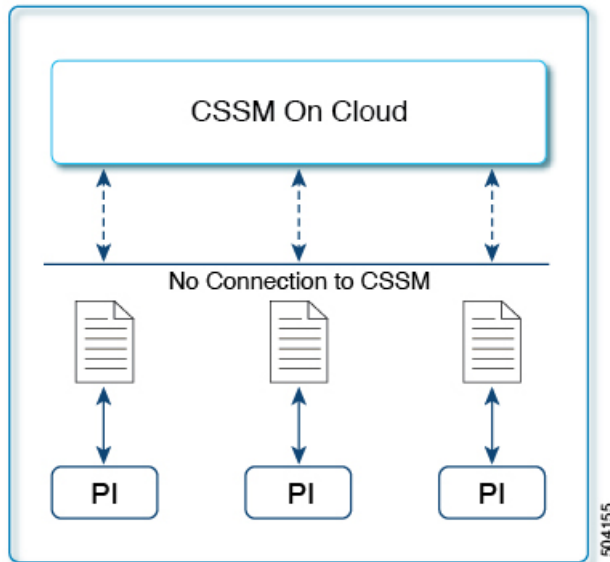 CSSM On Cloud
No Connection to CSSM
PI
PI
PI
504155